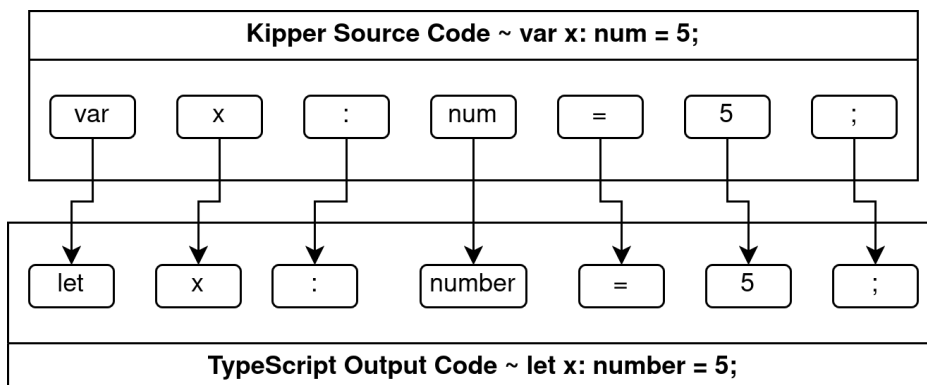 Kipper Source Code ~ var x: num = 5;
var x : num = 5 ;
let x : number = 5 ;
TypeScript Output Code ~ let x: number = 5;